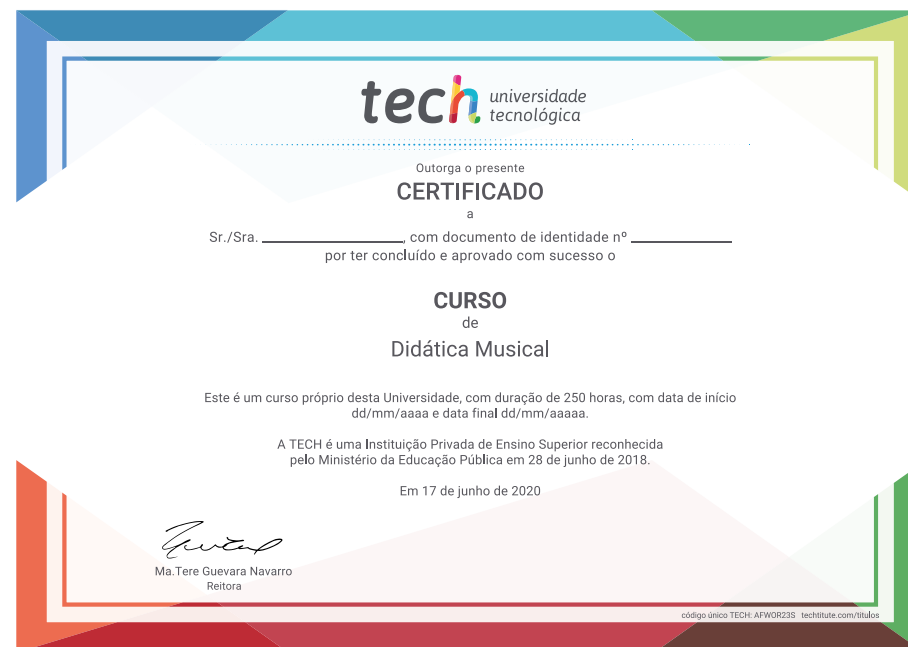 tech universidade
tecnológica
Outorga o presente
CERTIFICADO
a
Sr./Sra. ____________________, com documento de identidade nº ______________
por ter concluído e aprovado com sucesso o
CURSO
de
Didática Musical
Este é um curso próprio desta Universidade, com duração de 250 horas, com data de início
dd/mm/aaaa e data final dd/mm/aaaaa.
A TECH é uma Instituição Privada de Ensino Superior reconhecida
pelo Ministério da Educação Pública em 28 de junho de 2018.
Em 17 de junho de 2020
Ma.Tere Guevara Navarro
Reitora
código único TECH: AFWOR23S techtitute.com/títulos